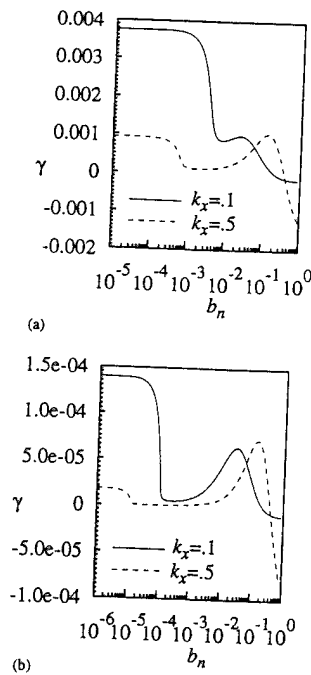 0.004
0.003
0.002
0.001
γ 0
-0.001
-0.002
k_x=.1
k_x=.5
10^-5 10^-4 10^-3 10^-2 10^-1 10^0
b_n
(a)
1.5e-04
1.0e-04
5.0e-05
γ 0
-5.0e-05
-1.0e-04
k_x=.1
k_x=.5
10^-6 10^-5 10^-4 10^-3 10^-2 10^-1 10^0
b_n
(b)